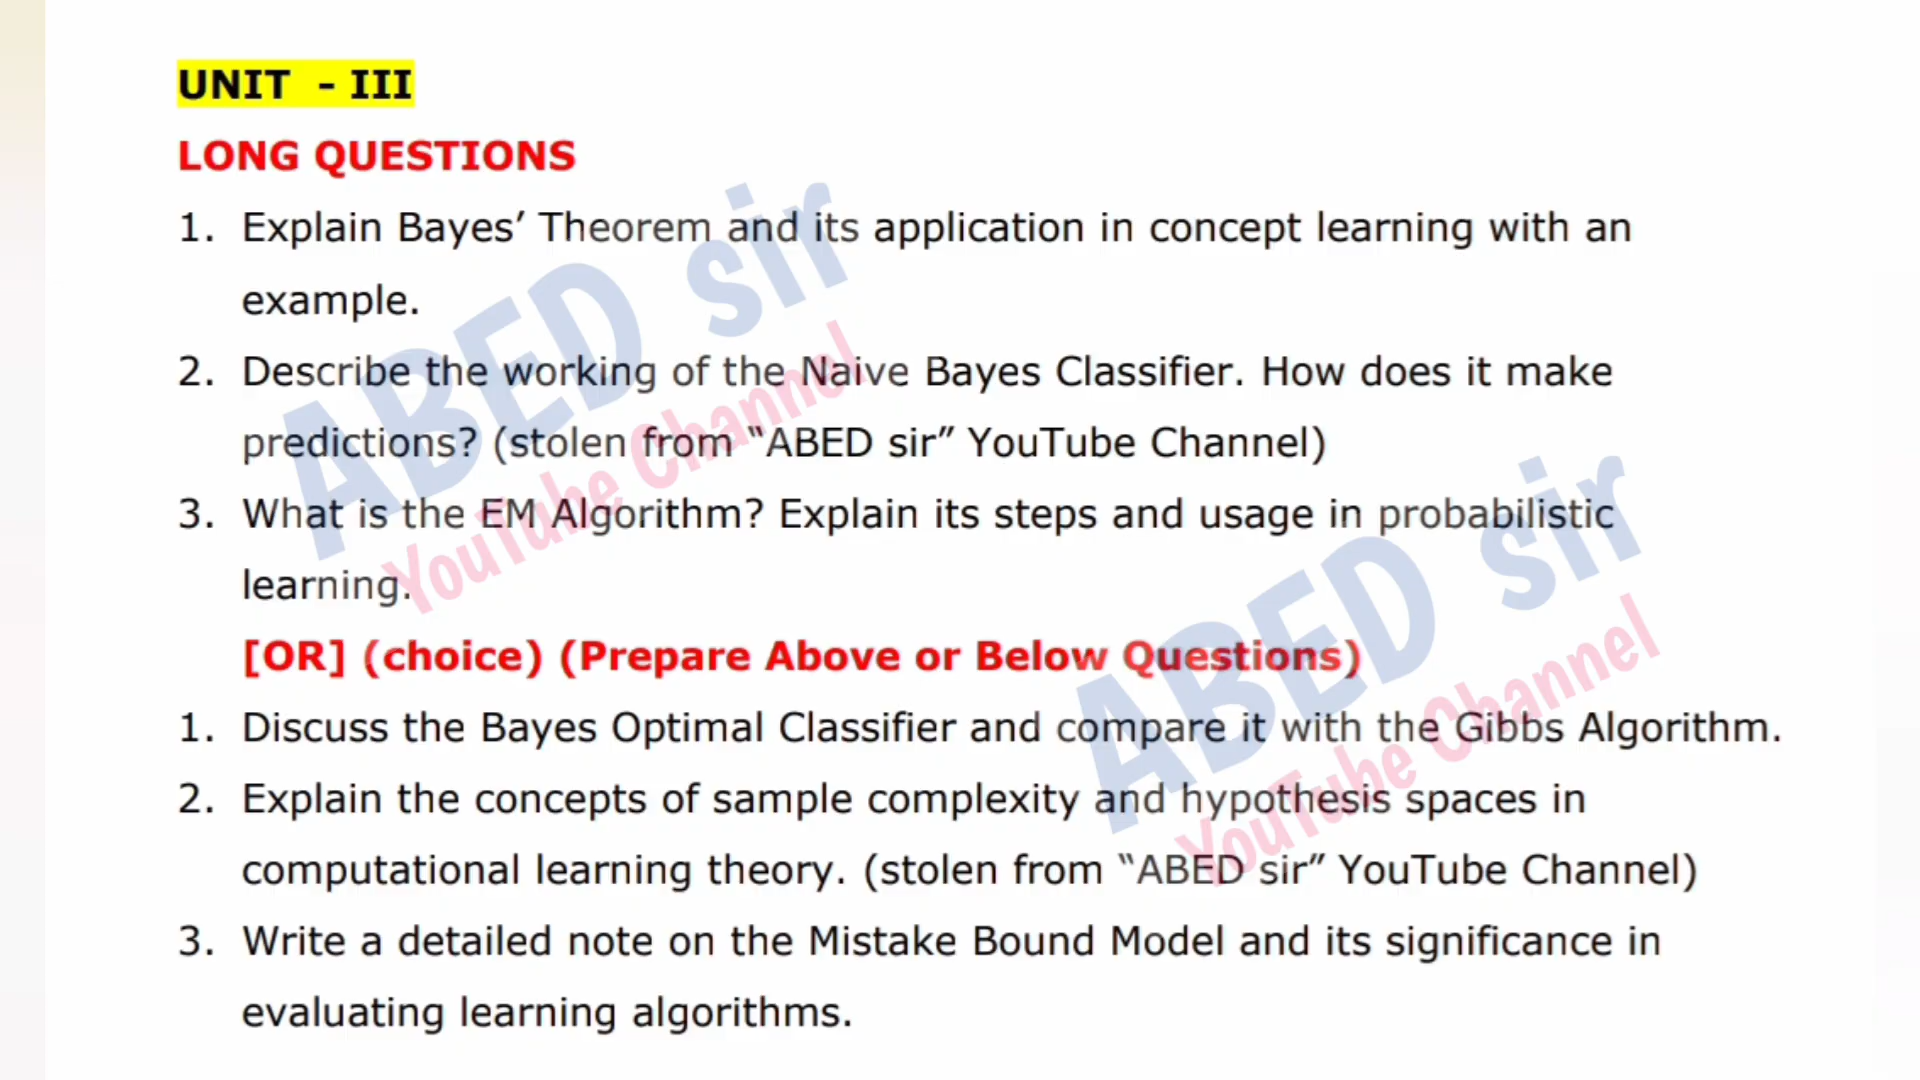 UNIT - III
LONG QUESTIONS
1. Explain Bayes’ Theorem and its application in concept learning with an
example.
2. Describe the working of the Naive Bayes Classifier. How does it make
predictions? (stolen from “ABED sir” YouTube Channel)
3. What is the EM Algorithm? Explain its steps and usage in probabilistic
learning.
[OR] (choice) (Prepare Above or Below Questions)
1. Discuss the Bayes Optimal Classifier and compare it with the Gibbs Algorithm.
2. Explain the concepts of sample complexity and hypothesis spaces in
computational learning theory. (stolen from “ABED sir” YouTube Channel)
3. Write a detailed note on the Mistake Bound Model and its significance in
evaluating learning algorithms.
ABED sir
YouTube Channel
ABED sir
YouTube Channel